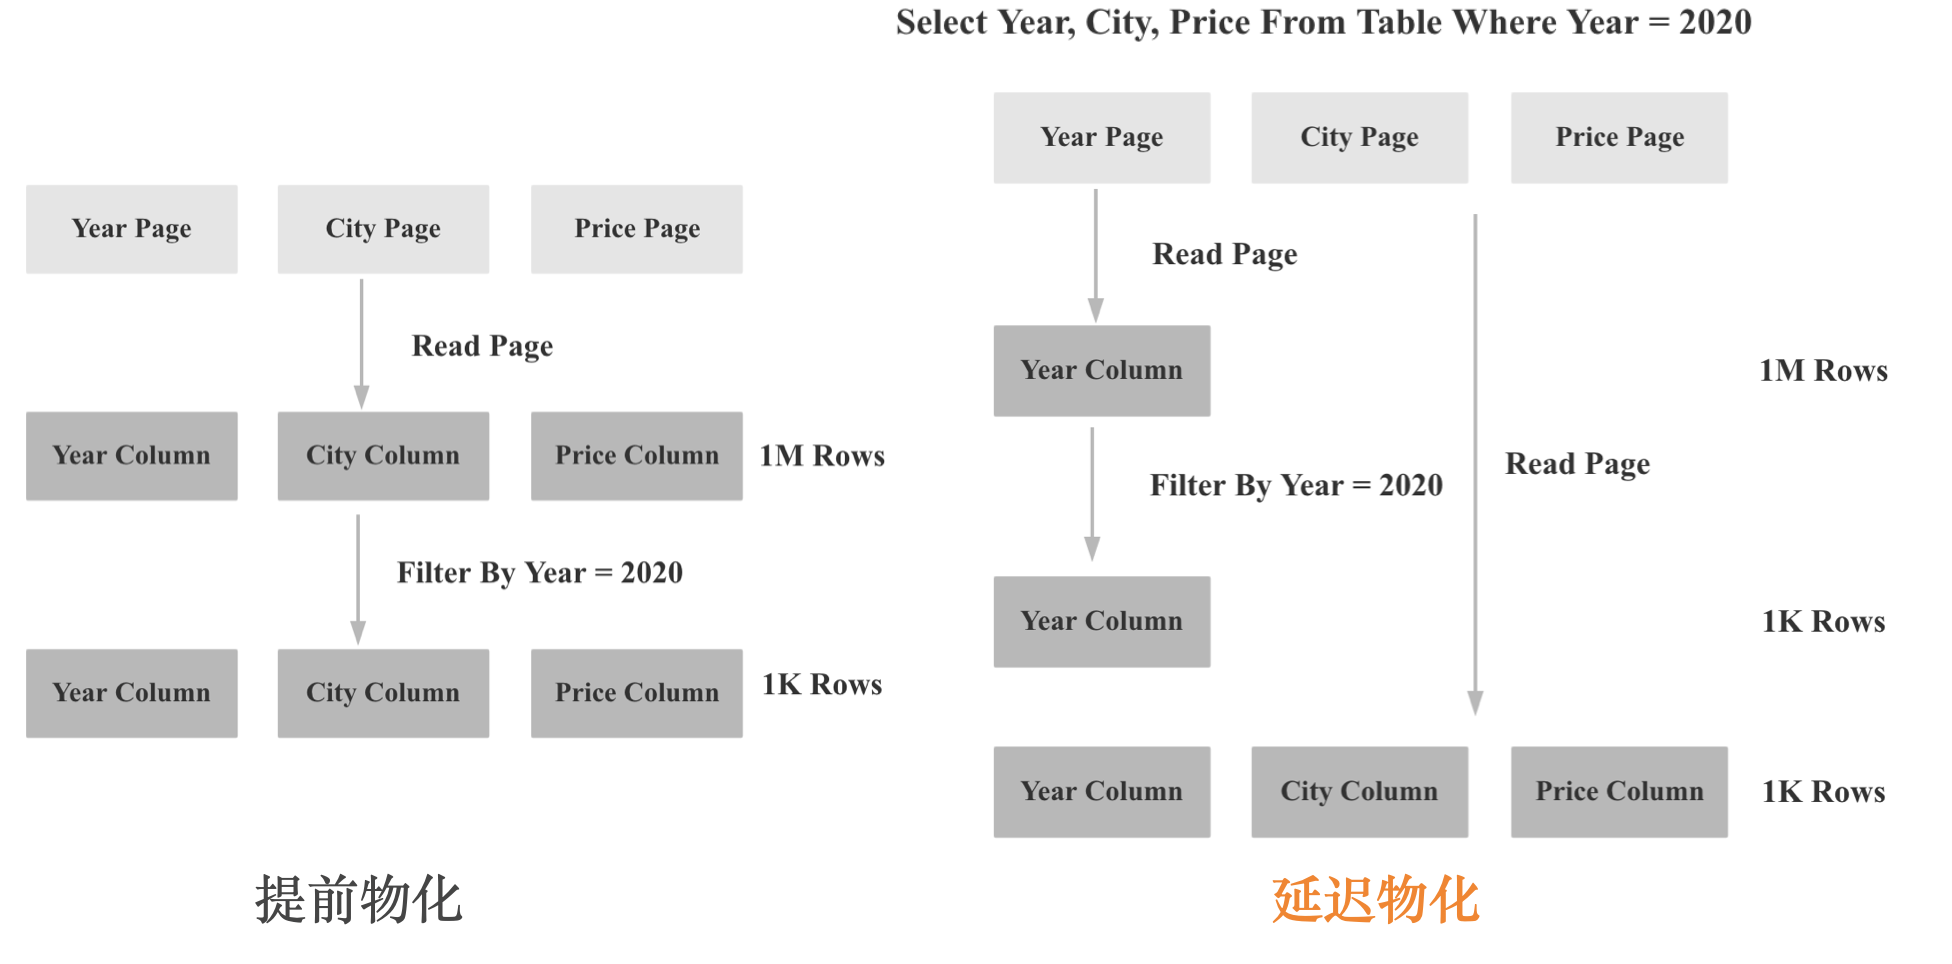 Select Year, City, Price From Table Where Year = 2020
Year Page
City Page
Price Page
Read Page
Year Column
City Column
Price Column
1M Rows
Filter By Year = 2020
Year Column
City Column
Price Column
1K Rows
提前物化
Year Page
City Page
Price Page
Read Page
Year Column
1M Rows
Filter By Year = 2020
Read Page
Year Column
1K Rows
Year Column
City Column
Price Column
1K Rows
延迟物化